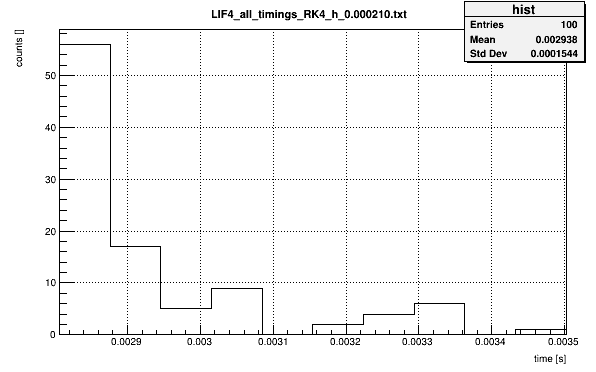 LIF4_all_timings_RK4_h_0.000210.txt
hist
Entries 100
Mean 0.002938
Std Dev 0.0001544
counts []
50
40
30
20
10
0
0.0029 0.003 0.0031 0.0032 0.0033 0.0034 0.0035
time [s]